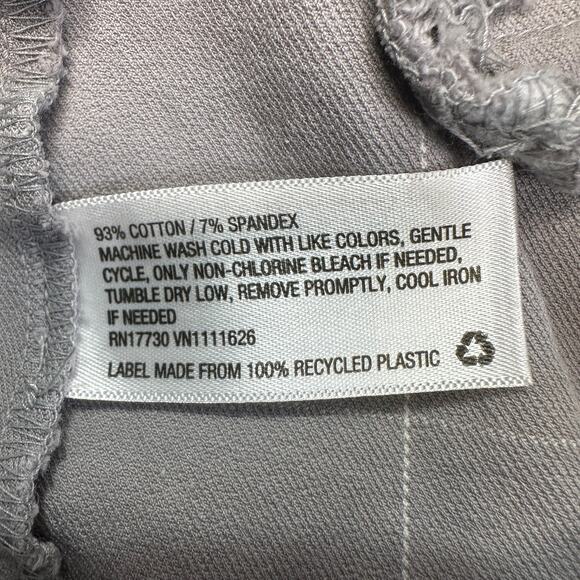 93% COTTON / 7% SPANDEX
MACHINE WASH COLD WITH LIKE COLORS, GENTLE
CYCLE, ONLY NON-CHLORINE BLEACH IF NEEDED,
TUMBLE DRY LOW, REMOVE PROMPTLY, COOL IRON
IF NEEDED
RN17730 VN1111626
LABEL MADE FROM 100% RECYCLED PLASTIC